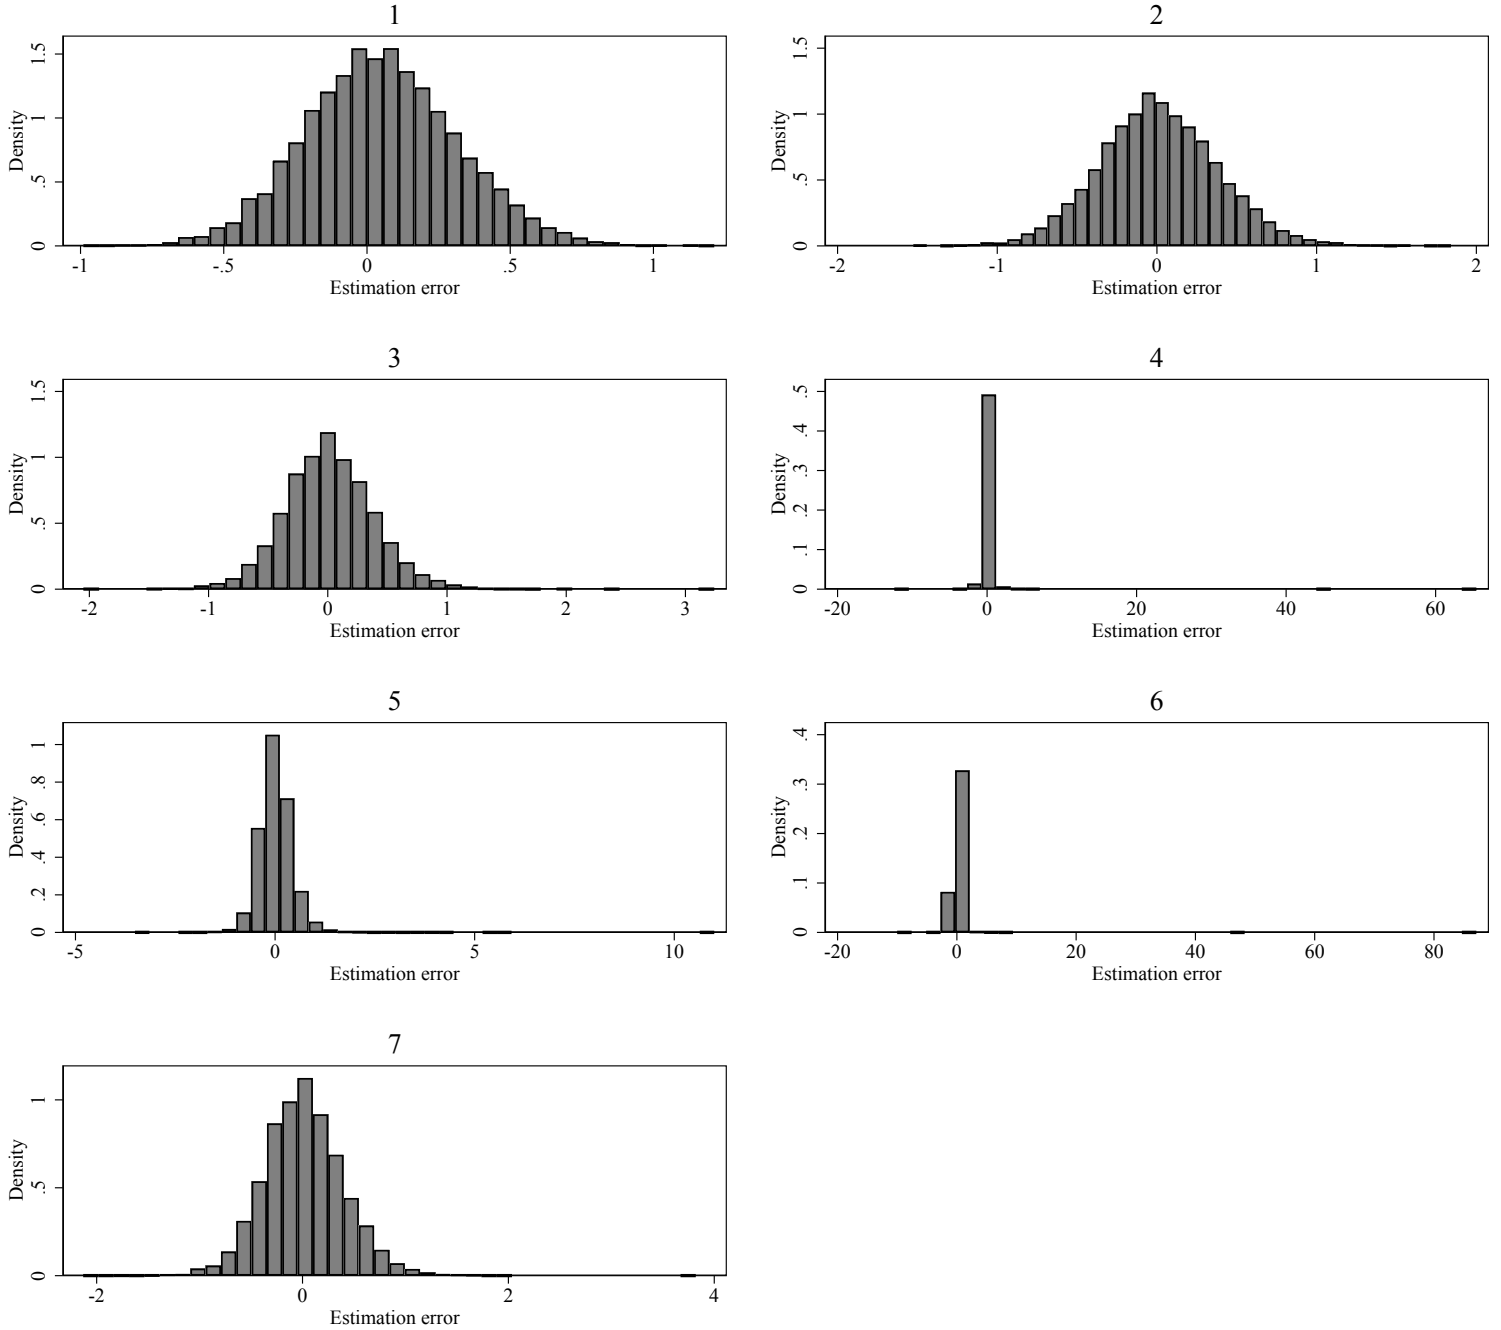 1
Density
0 .5 1 1.5
-1 -.5 0 .5 1
Estimation error
2
Density
0 .5 1 1.5
-2 -1 0 1 2
Estimation error
3
Density
0 .5 1 1.5
-2 -1 0 1 2 3
Estimation error
4
Density
0 .1 .2 .3 .4 .5
-20 0 20 40 60
Estimation error
5
Density
0 .2 .4 .6 .8 1
-5 0 5 10
Estimation error
6
Density
0 .1 .2 .3 .4
-20 0 20 40 60 80
Estimation error
7
Density
0 .5 1
-2 0 2 4
Estimation error